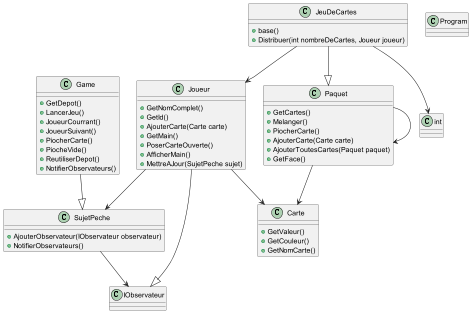 C JeuDeCartes
base()
Distribuer(int nombreDeCartes, Joueur joueur)
C Program
C Game
GetDepot()
LancerJeu()
JoueurCourrant()
JoueurSuivant()
PiocherCarte()
PiocheVide()
ReutiliserDepot()
NotifierObservateurs()
C Joueur
GetNomComplet()
GetId()
AjouterCarte(Carte carte)
GetMain()
PoserCarteOuverte()
AfficherMain()
MettreAJour(SujetPeche sujet)
C Paquet
GetCartes()
Melanger()
PiocherCarte()
AjouterCarte(Carte carte)
AjouterToutesCartes(Paquet paquet)
GetFace()
C int
C SujetPeche
AjouterObservateur(IObservateur observateur)
NotifierObservateurs()
C Carte
GetValeur()
GetCouleur()
GetNomCarte()
C IObservateur